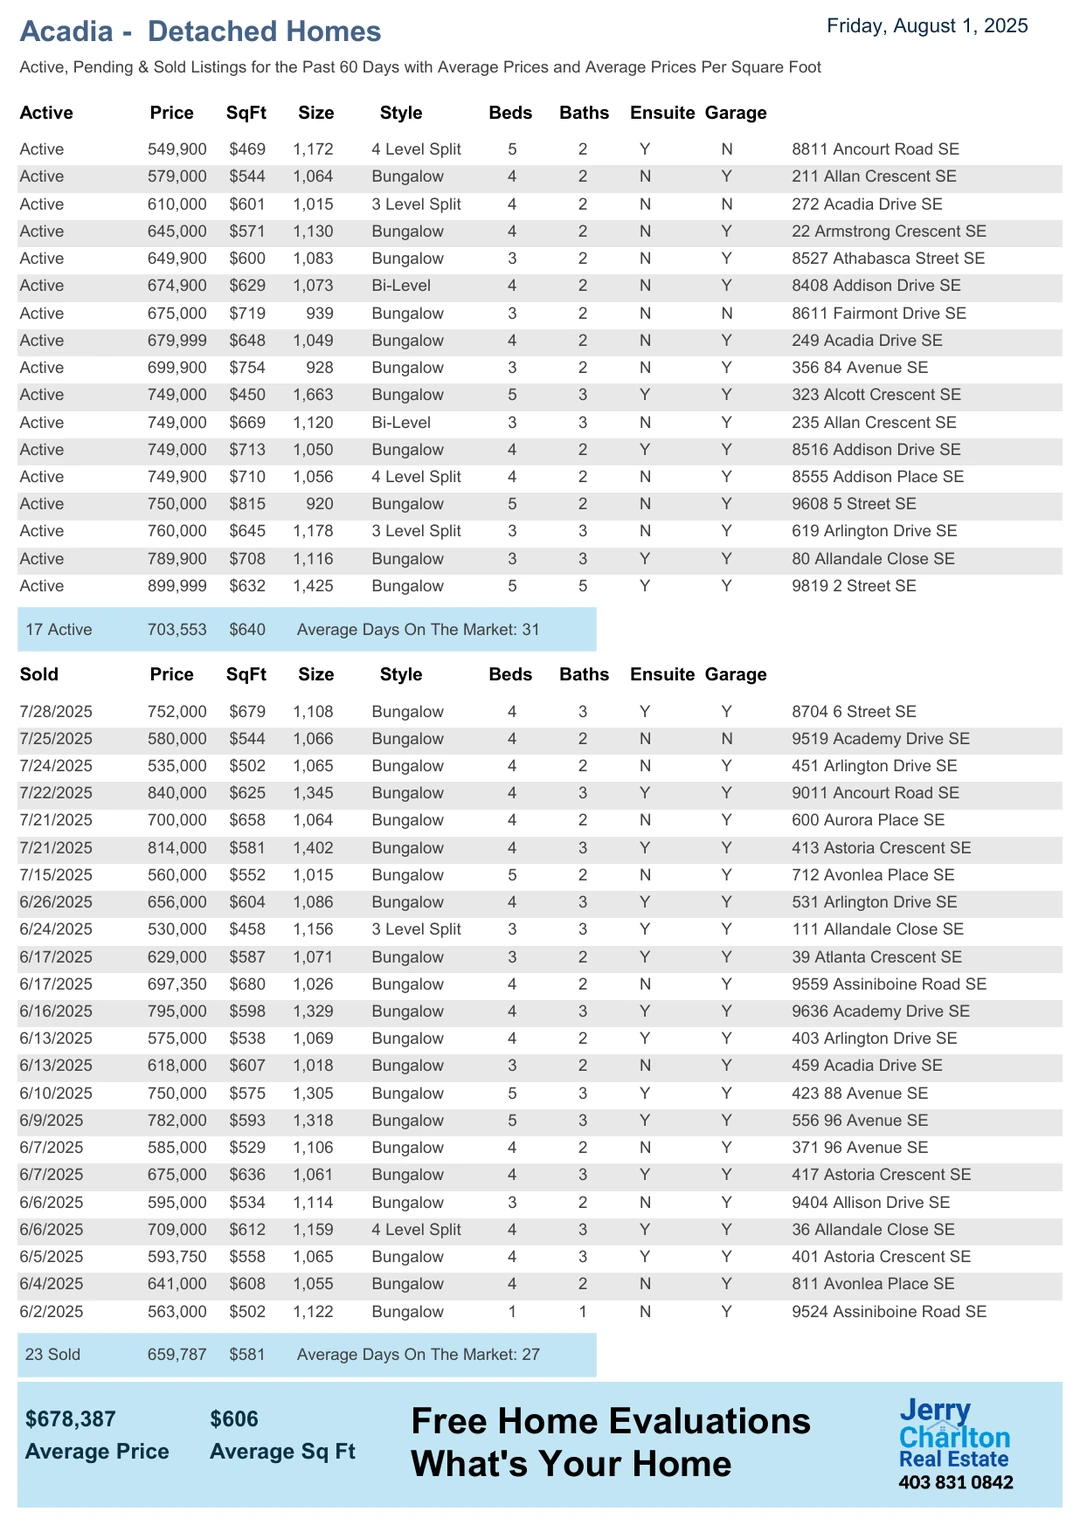 Acadia - Detached Homes
Friday, August 1, 2025
Active, Pending & Sold Listings for the Past 60 Days with Average Prices and Average Prices Per Square Foot
Active Price SqFt Size Style Beds Baths Ensuite Garage
Active 549,900 $469 1,172 4 Level Split 5 2 Y N 8811 Ancourt Road SE
Active 579,000 $544 1,064 Bungalow 4 2 N Y 211 Allan Crescent SE
Active 610,000 $601 1,015 3 Level Split 4 2 N N 272 Acadia Drive SE
Active 645,000 $571 1,130 Bungalow 4 2 N Y 22 Armstrong Crescent SE
Active 649,900 $600 1,083 Bungalow 3 2 N Y 8527 Athabasca Street SE
Active 674,900 $629 1,073 Bi-Level 4 2 N Y 8408 Addison Drive SE
Active 675,000 $719 939 Bungalow 3 2 N N 8611 Fairmont Drive SE
Active 679,999 $648 1,049 Bungalow 4 2 N Y 249 Acadia Drive SE
Active 699,900 $754 928 Bungalow 3 2 N Y 356 84 Avenue SE
Active 749,000 $450 1,663 Bungalow 5 3 Y Y 323 Alcott Crescent SE
Active 749,000 $669 1,120 Bi-Level 3 3 N Y 235 Allan Crescent SE
Active 749,000 $713 1,050 Bungalow 4 2 Y Y 8516 Addison Drive SE
Active 749,900 $710 1,056 4 Level Split 4 2 N Y 8555 Addison Place SE
Active 750,000 $815 920 Bungalow 5 2 N Y 9608 5 Street SE
Active 760,000 $645 1,178 3 Level Split 3 3 N Y 619 Arlington Drive SE
Active 789,900 $708 1,116 Bungalow 3 3 Y Y 80 Allandale Close SE
Active 899,999 $632 1,425 Bungalow 5 5 Y Y 9819 2 Street SE
17 Active 703,553 $640 Average Days On The Market: 31
Sold Price SqFt Size Style Beds Baths Ensuite Garage
7/28/2025 752,000 $679 1,108 Bungalow 4 3 Y Y 8704 6 Street SE
7/25/2025 580,000 $544 1,066 Bungalow 4 2 N N 9519 Academy Drive SE
7/24/2025 535,000 $502 1,065 Bungalow 4 2 N Y 451 Arlington Drive SE
7/22/2025 840,000 $625 1,345 Bungalow 4 3 Y Y 9011 Ancourt Road SE
7/21/2025 700,000 $658 1,064 Bungalow 4 2 N Y 600 Aurora Place SE
7/21/2025 814,000 $581 1,402 Bungalow 4 3 Y Y 413 Astoria Crescent SE
7/15/2025 560,000 $552 1,015 Bungalow 5 2 N Y 712 Avonlea Place SE
6/26/2025 656,000 $604 1,086 Bungalow 4 3 Y Y 531 Arlington Drive SE
6/24/2025 530,000 $458 1,156 3 Level Split 3 3 Y Y 111 Allandale Close SE
6/17/2025 629,000 $587 1,071 Bungalow 3 2 Y Y 39 Atlanta Crescent SE
6/17/2025 697,350 $680 1,026 Bungalow 4 2 N Y 9559 Assiniboine Road SE
6/16/2025 795,000 $598 1,329 Bungalow 4 3 Y Y 9636 Academy Drive SE
6/13/2025 575,000 $538 1,069 Bungalow 4 2 Y Y 403 Arlington Drive SE
6/13/2025 618,000 $607 1,018 Bungalow 3 2 N Y 459 Acadia Drive SE
6/10/2025 750,000 $575 1,305 Bungalow 5 3 Y Y 423 88 Avenue SE
6/9/2025 782,000 $593 1,318 Bungalow 5 3 Y Y 556 96 Avenue SE
6/7/2025 585,000 $529 1,106 Bungalow 4 2 N Y 371 96 Avenue SE
6/7/2025 675,000 $636 1,061 Bungalow 4 3 Y Y 417 Astoria Crescent SE
6/6/2025 595,000 $534 1,114 Bungalow 3 2 N Y 9404 Allison Drive SE
6/6/2025 709,000 $612 1,159 4 Level Split 4 3 Y Y 36 Allandale Close SE
6/5/2025 593,750 $558 1,065 Bungalow 4 3 Y Y 401 Astoria Crescent SE
6/4/2025 641,000 $608 1,055 Bungalow 4 2 N Y 811 Avonlea Place SE
6/2/2025 563,000 $502 1,122 Bungalow 1 1 N Y 9524 Assiniboine Road SE
23 Sold 659,787 $581 Average Days On The Market: 27
$678,387 $606
Average Price Average Sq Ft
Free Home Evaluations
What's Your Home
Jerry
Charlton
Real Estate
403 831 0842